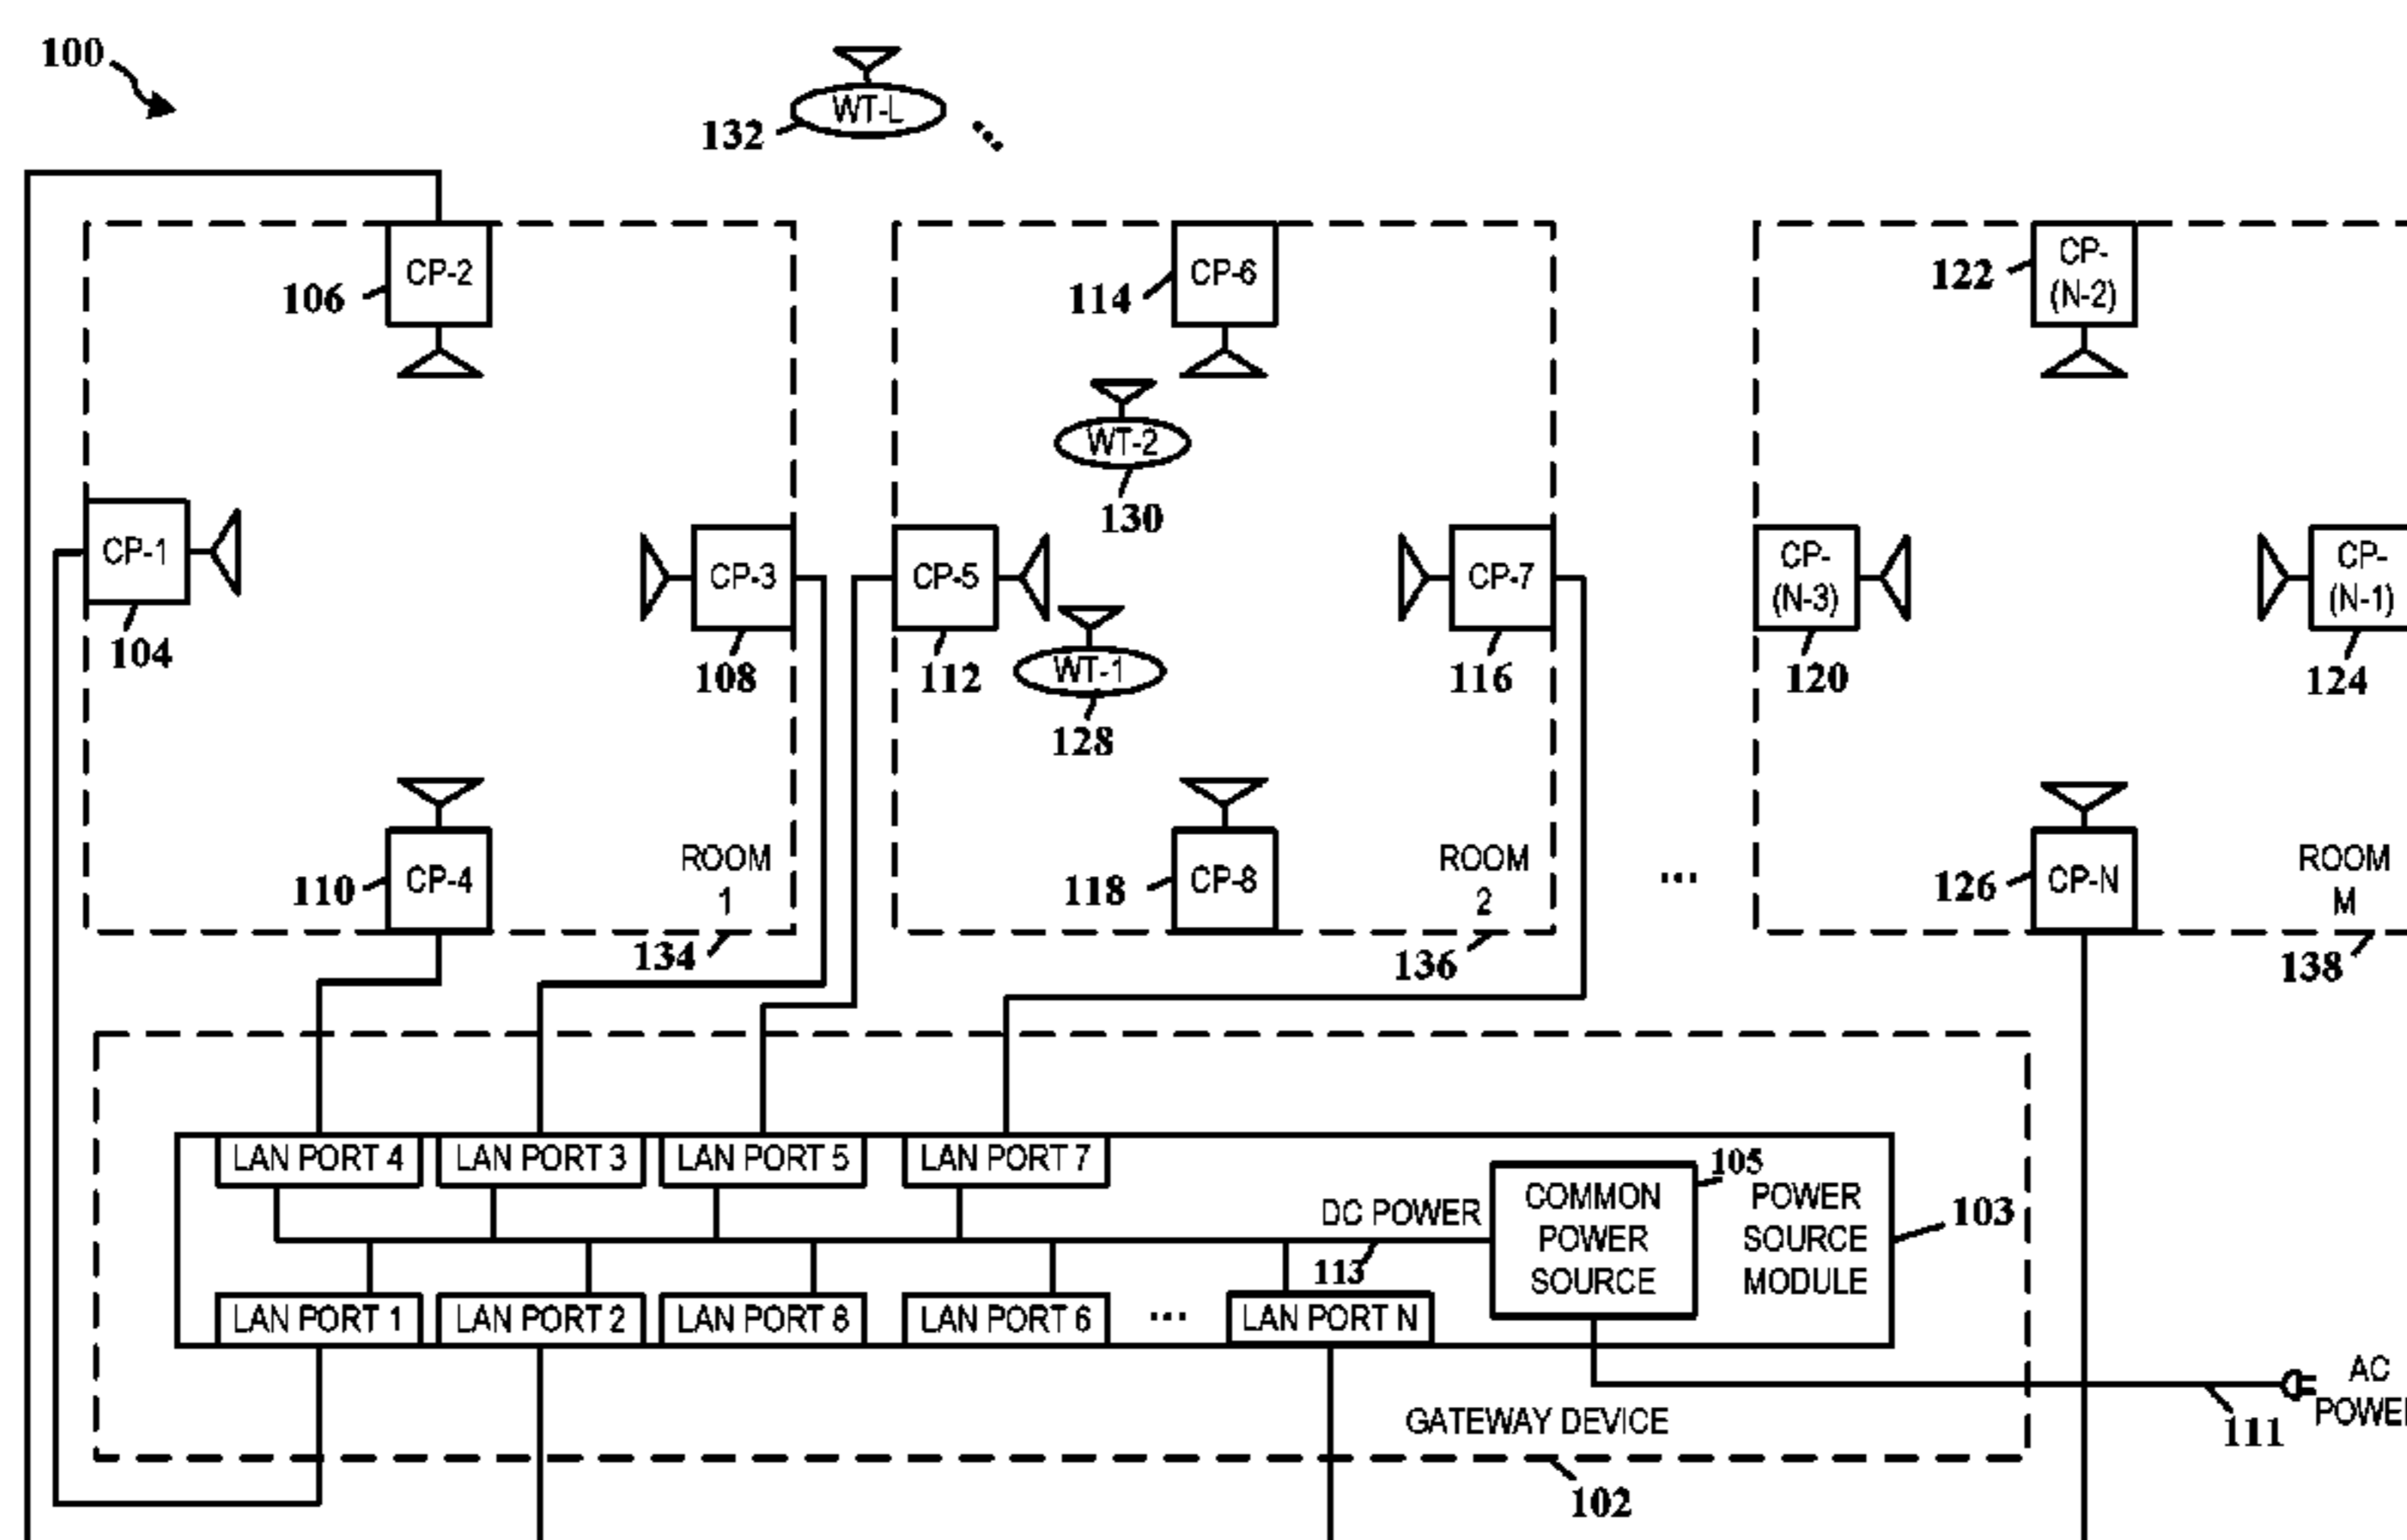 100
WT-L
132
CP-2
106
CP-6
114
CP-
(N-2)
122
WT-2
130
CP-1
104
CP-3
108
CP-5
112
WT-1
128
CP-7
116
CP-
(N-3)
120
CP-
(N-1)
124
CP-4
110
ROOM
1
134
CP-8
118
ROOM
2
136
...
CP-N
126
ROOM
M
138
LAN PORT 4
LAN PORT 3
LAN PORT 5
LAN PORT 7
105
DC POWER
COMMON
POWER
SOURCE
POWER
SOURCE
MODULE
103
113
LAN PORT 1
LAN PORT 2
LAN PORT 8
LAN PORT 6
...
LAN PORT N
GATEWAY DEVICE
102
111
AC